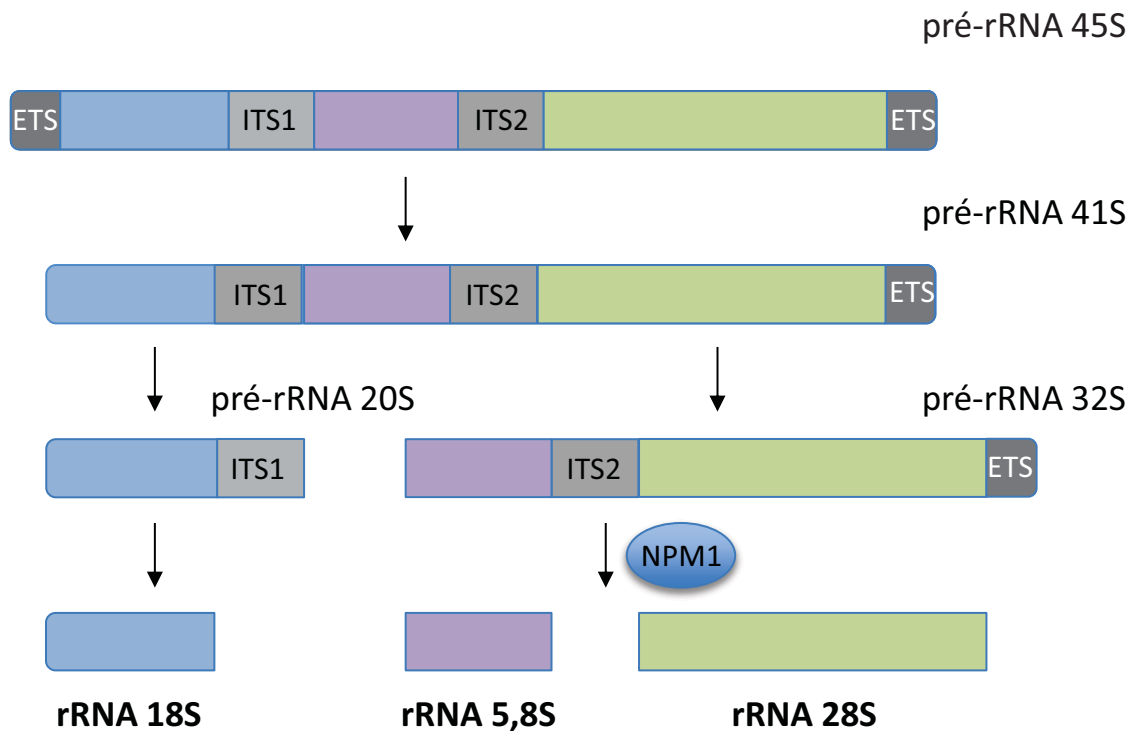 pré-rRNA 45S
ETS ITS1 ITS2 ETS
pré-rRNA 41S
ITS1 ITS2 ETS
pré-rRNA 20S pré-rRNA 32S
ITS1 ITS2 ETS
NPM1
rRNA 18S rRNA 5,8S rRNA 28S